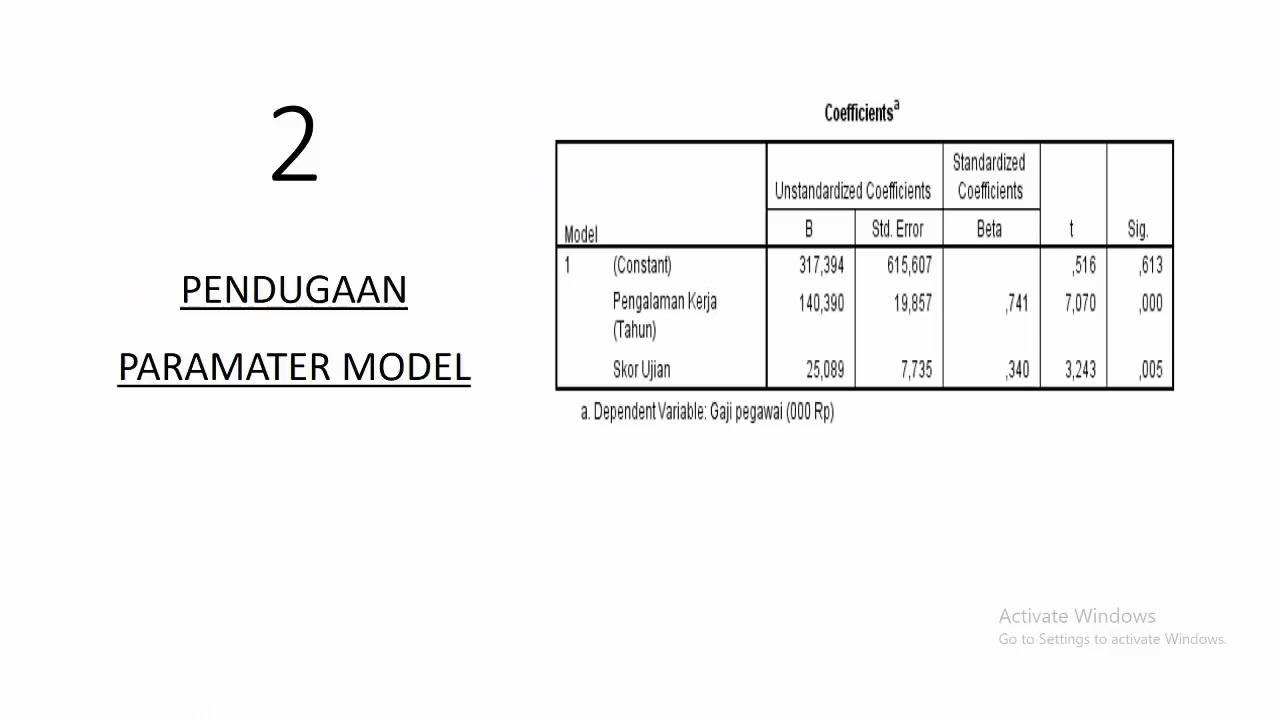 2
PENDUGAAN
PARAMATER MODEL
Coefficientsᵃ
Model Unstandardized Coefficients Standardized Coefficients t Sig.
B Std. Error Beta
1 (Constant) 317,394 615,607 ,516 ,613
Pengalaman Kerja (Tahun) 140,390 19,857 ,741 7,070 ,000
Skor Ujian 25,089 7,735 ,340 3,243 ,005
a. Dependent Variable: Gaji pegawai (000 Rp)
Activate Windows
Go to Settings to activate Windows.